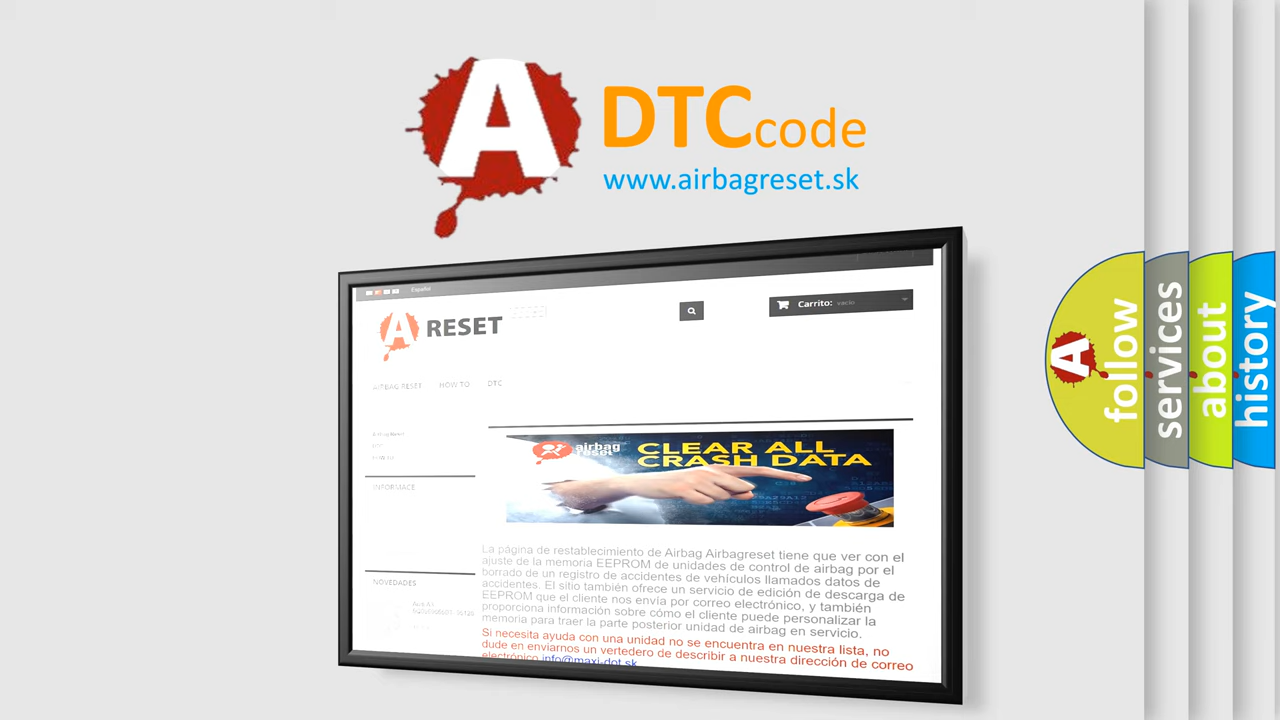 A
DTCcode
www.airbagreset.sk
Español
A RESET
Carrito: vacío
AIRBAG RESET
HOW TO
DTC
INFORMACE
NOVEDADES
airbag
reset
CLEAR ALL
CRASH DATA
La página de restablecimiento de Airbag Airbagreset tiene que ver con el
ajuste de la memoria EEPROM de unidades de control de airbag por el
borrado de un registro de accidentes de vehículos llamados datos de
accidentes. El sitio también ofrece un servicio de edición de descarga de
EEPROM que el cliente nos envía por correo electrónico, y también
proporciona información sobre cómo el cliente puede personalizar la
memoria para traer la parte posterior unidad de airbag en servicio.
Si necesita ayuda con una unidad no se encuentra en nuestra lista, no
dude en enviarnos un vertedero de describir a nuestra dirección de correo
electrónico info@maxi-dot.sk
A
follow
services
about
history